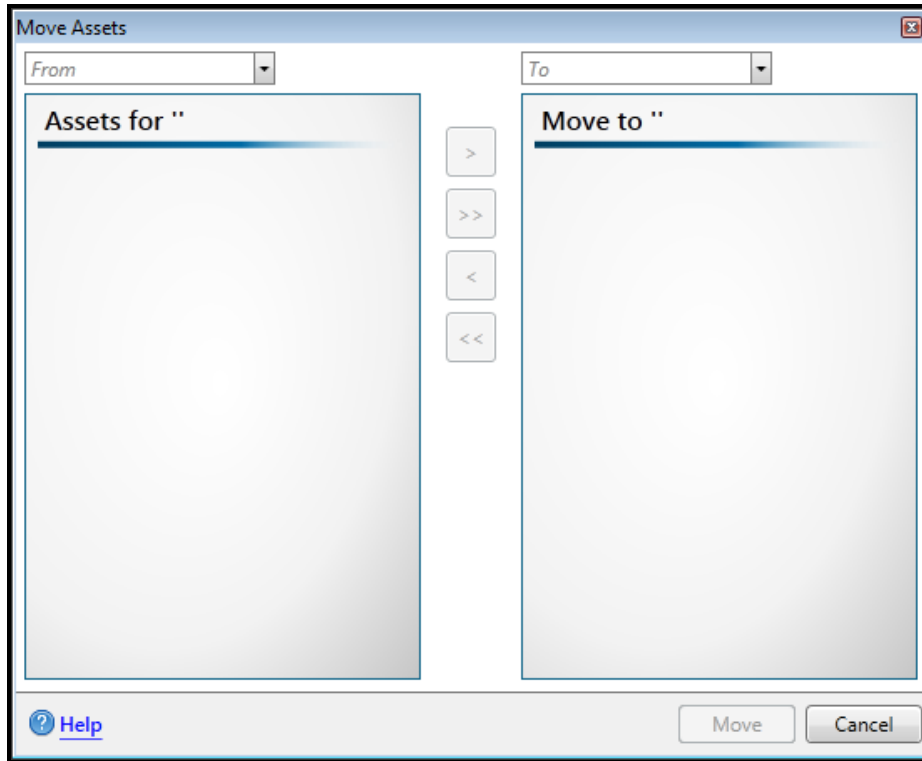 Move Assets
From
To
Assets for ''
Move to ''
>
>>
<
<<
Help
Move
Cancel